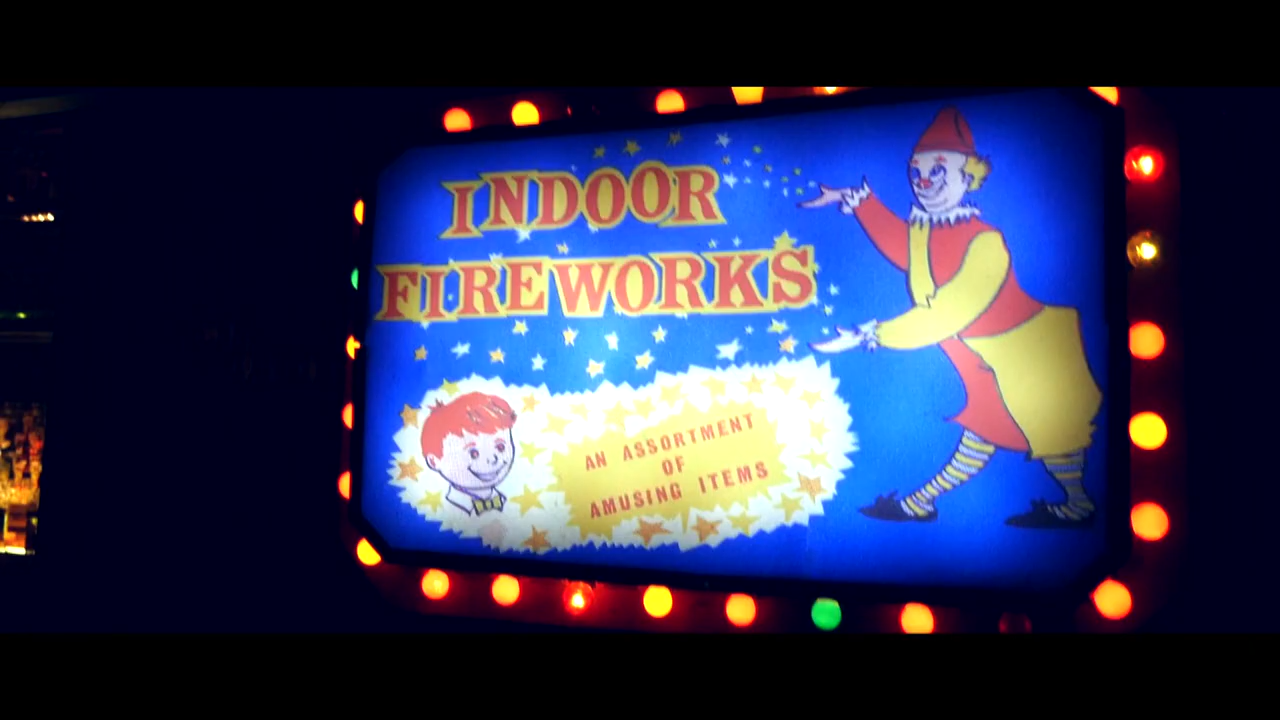 INDOOR
FIREWORKS
AN ASSORTMENT
OF
AMUSING ITEMS